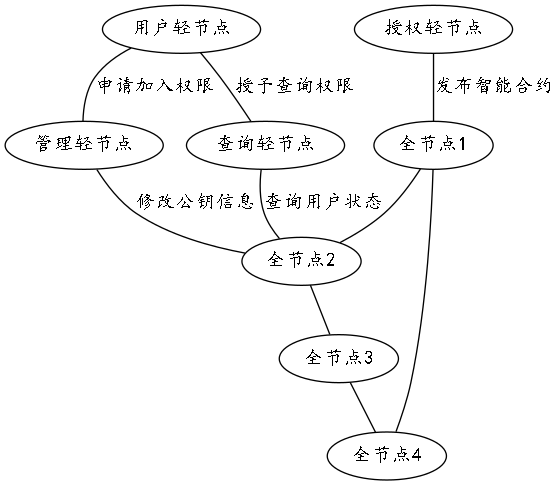 用户轻节点
授权轻节点
申请加入权限
授予查询权限
发布智能合约
管理轻节点
查询轻节点
全节点1
修改公钥信息
查询用户状态
全节点2
全节点3
全节点4